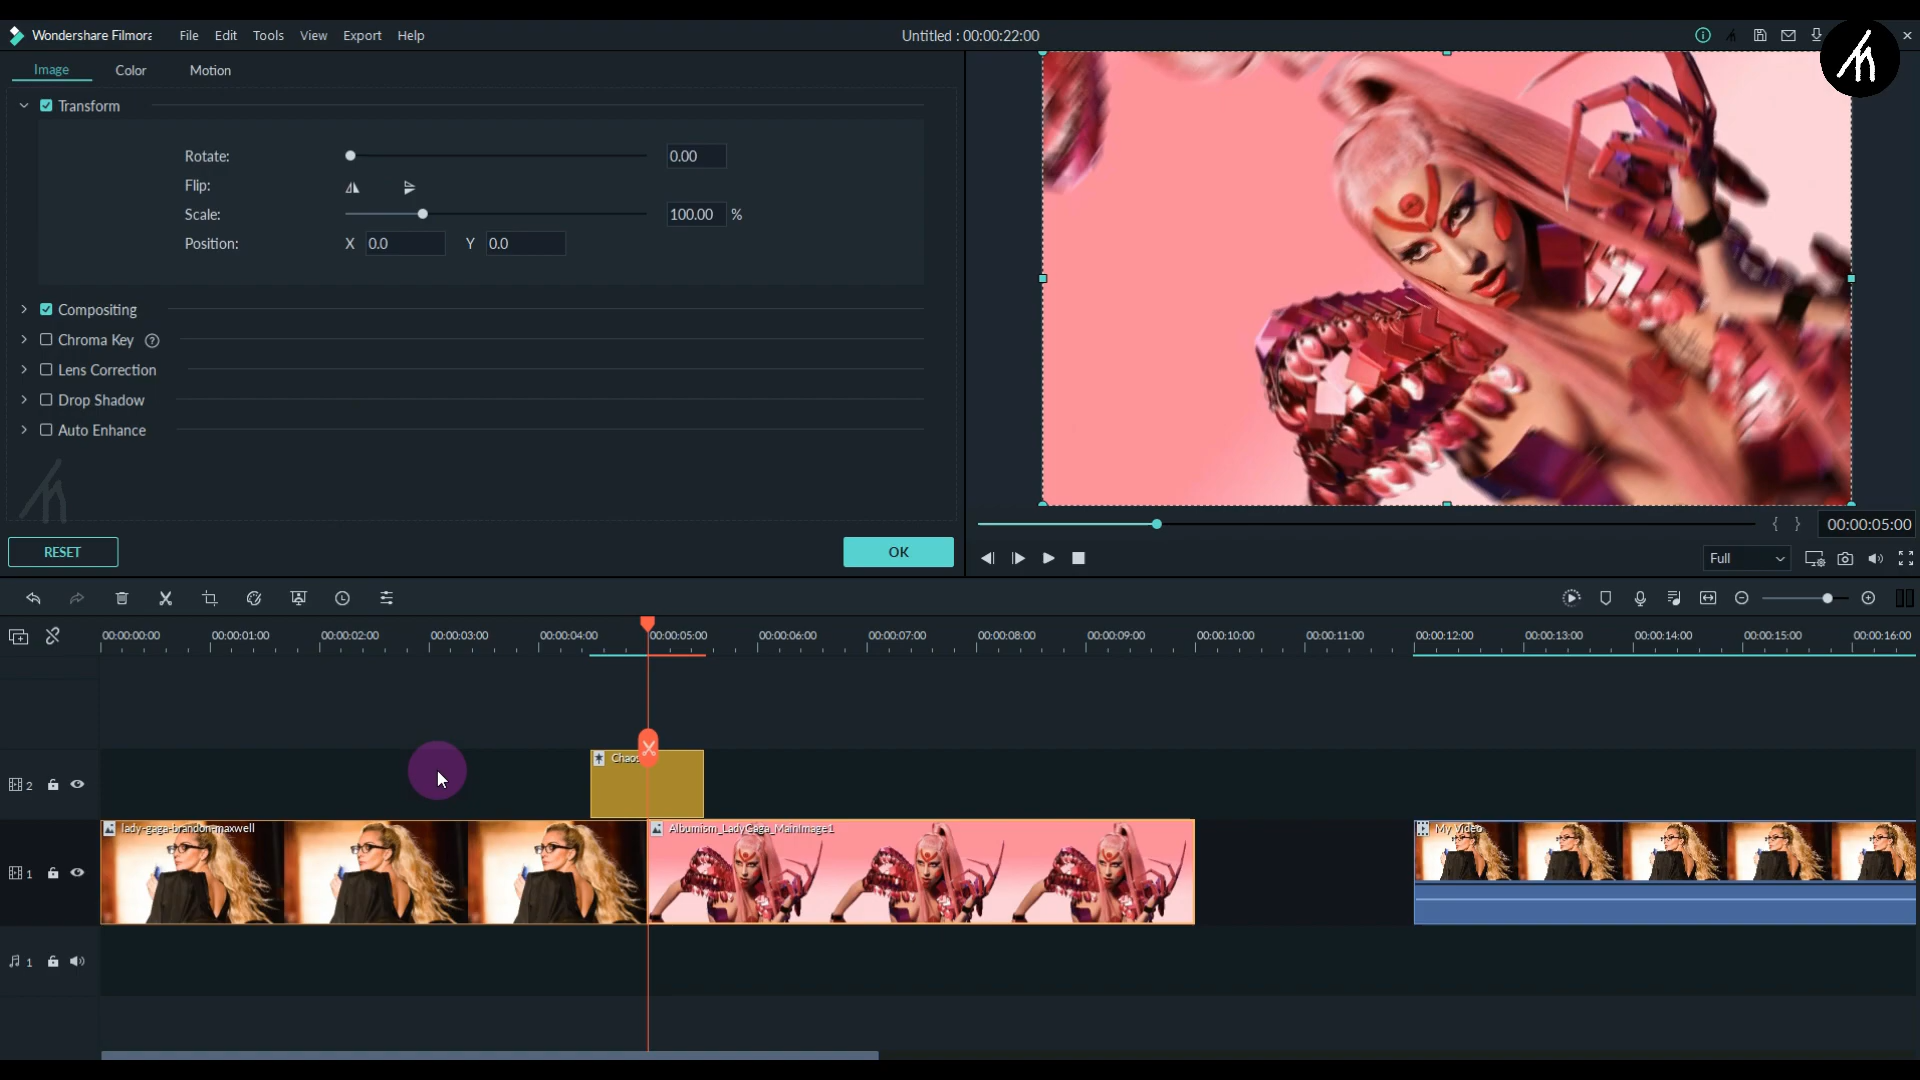 Wondershare Filmora
File Edit Tools View Export Help
Untitled : 00:00:22:00
Image Color Motion
Transform
Rotate: 0.00
Flip:
Scale: 100.00 %
Position: X 0.0 Y 0.0
Compositing
Chroma Key ?
Lens Correction
Drop Shadow
Auto Enhance
RESET OK
{ } 00:00:05:00
Full
00:00:00:00 00:00:01:00 00:00:02:00 00:00:03:00 00:00:04:00 00:00:05:00 00:00:06:00 00:00:07:00 00:00:08:00 00:00:09:00 00:00:10:00 00:00:11:00 00:00:12:00 00:00:13:00 00:00:14:00 00:00:15:00 00:00:16:00
2
lady-gaga-brandon-maxwell Albumism_LadyGaga_MainImage1 My Video
1
1